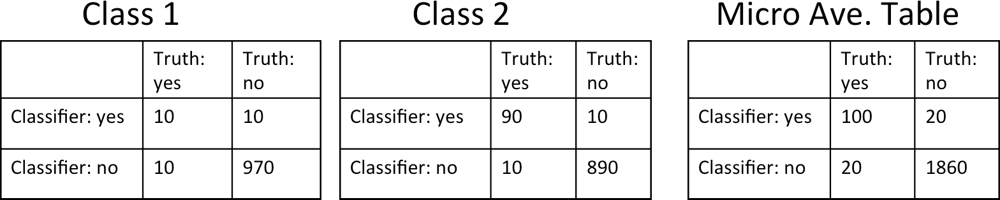 Class 1
Truth: yes
Truth: no
Classifier: yes 10 10
Classifier: no 10 970
Class 2
Truth: yes
Truth: no
Classifier: yes 90 10
Classifier: no 10 890
Micro Ave. Table
Truth: yes
Truth: no
Classifier: yes 100 20
Classifier: no 20 1860